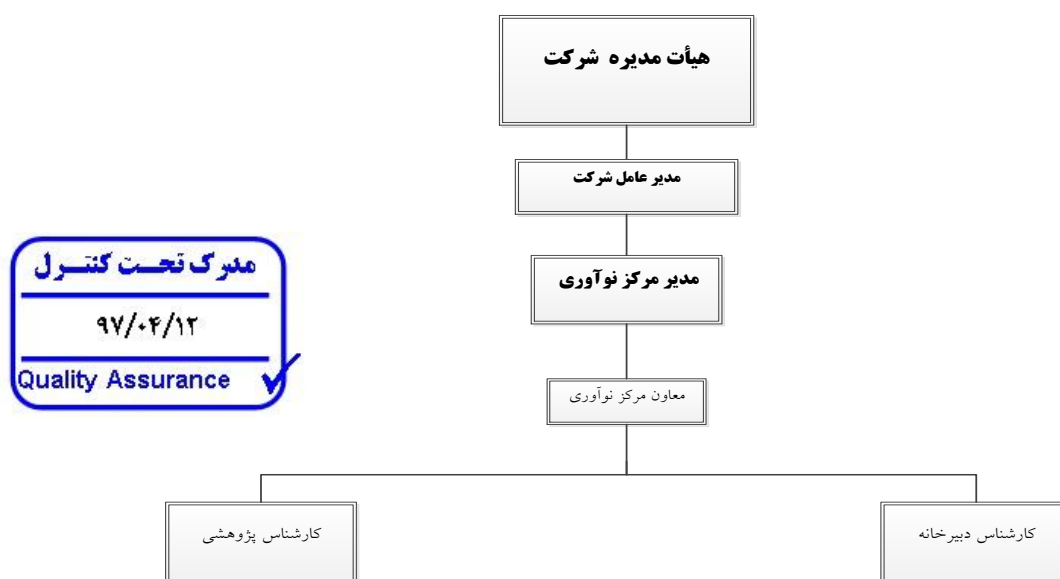 هیأت مدیره شرکت
مدیر عامل شرکت
مدیر مرکز نوآوری
معاون مرکز نوآوری
کارشناس دبیرخانه
کارشناس پژوهشی
مدرک تحت کنترل
۹۷/۰۴/۱۲
Quality Assurance